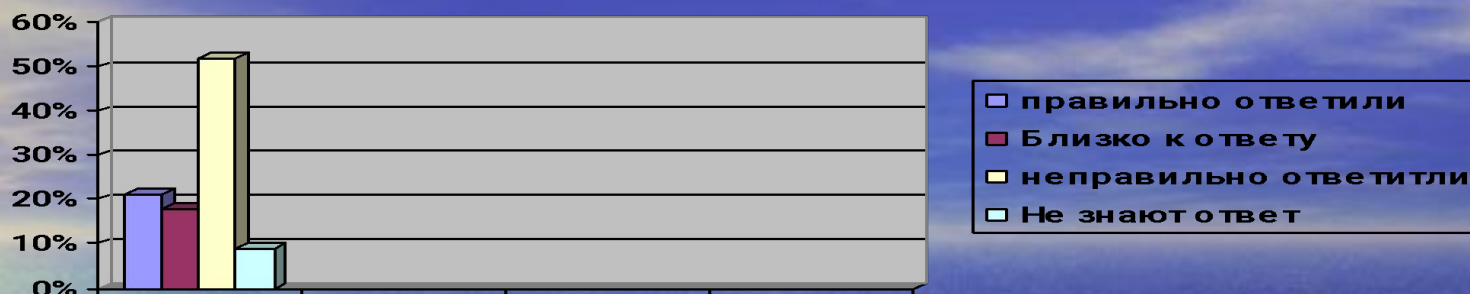 60%
50%
40%
30%
20%
10%
0%
правильно ответили
Близко к ответу
неправильно ответитли
Не знают ответ